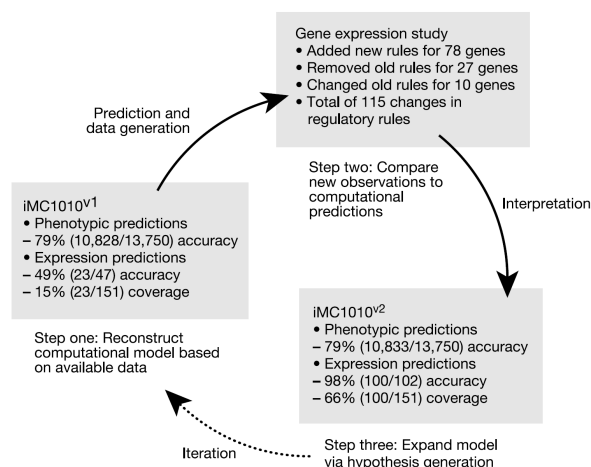 Gene expression study
• Added new rules for 78 genes
• Removed old rules for 27 genes
• Changed old rules for 10 genes
• Total of 115 changes in
regulatory rules
Prediction and
data generation
Step two: Compare
new observations to
computational
predictions
Interpretation
iMC1010v1
• Phenotypic predictions
– 79% (10,828/13,750) accuracy
• Expression predictions
– 49% (23/47) accuracy
– 15% (23/151) coverage
Step one: Reconstruct
computational model based
on available data
iMC1010v2
• Phenotypic predictions
– 79% (10,833/13,750) accuracy
• Expression predictions
– 98% (100/102) accuracy
– 66% (100/151) coverage
Iteration
Step three: Expand model
via hypothesis generation